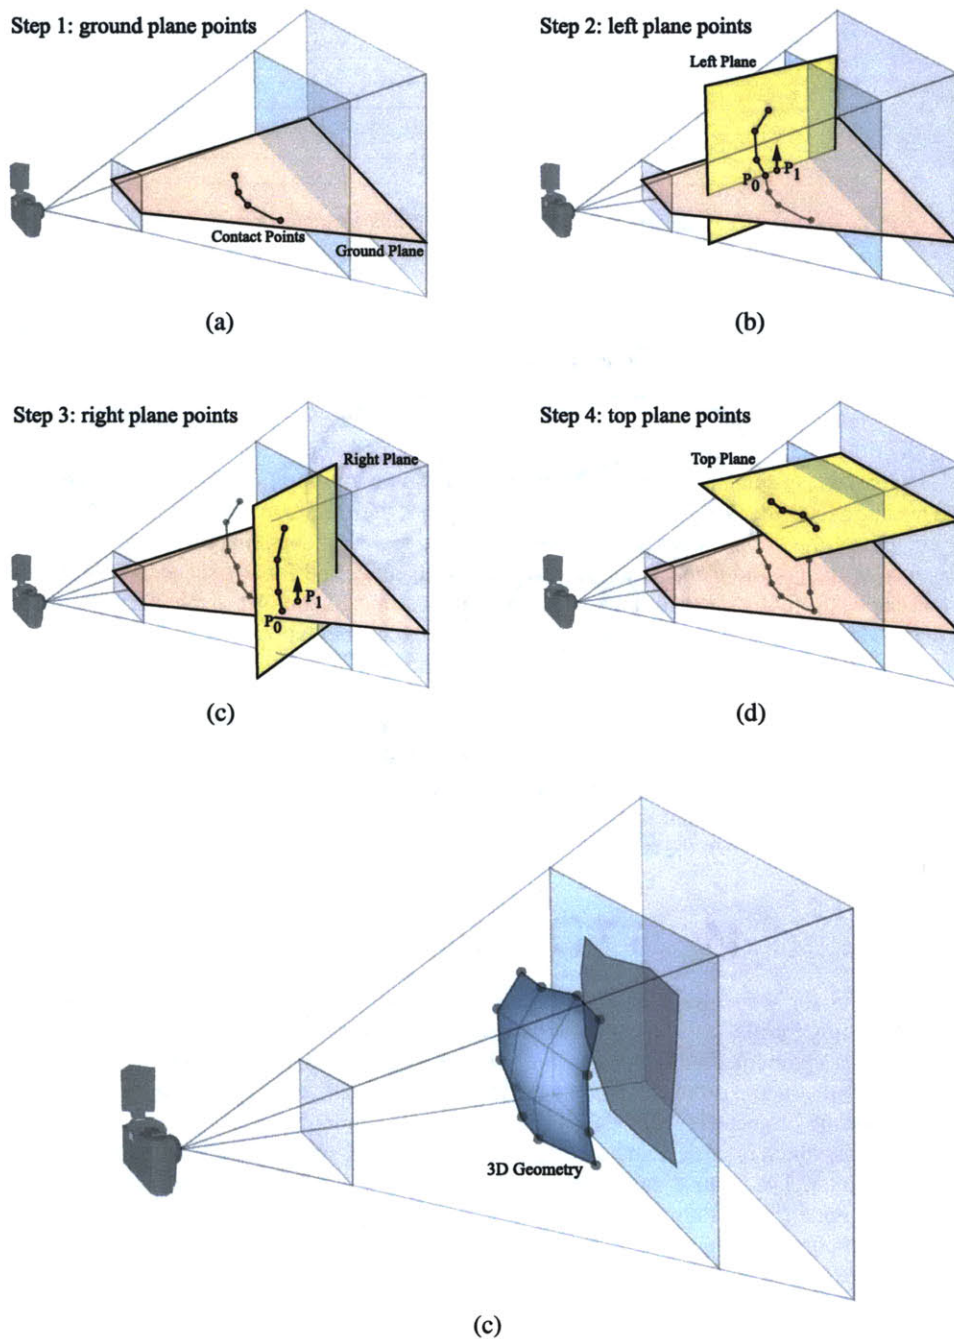 Step 1: ground plane points
Contact Points
Ground Plane
(a)
Step 2: left plane points
Left Plane
P0
P1
(b)
Step 3: right plane points
Right Plane
P0
P1
(c)
Step 4: top plane points
Top Plane
(d)
3D Geometry
(c)